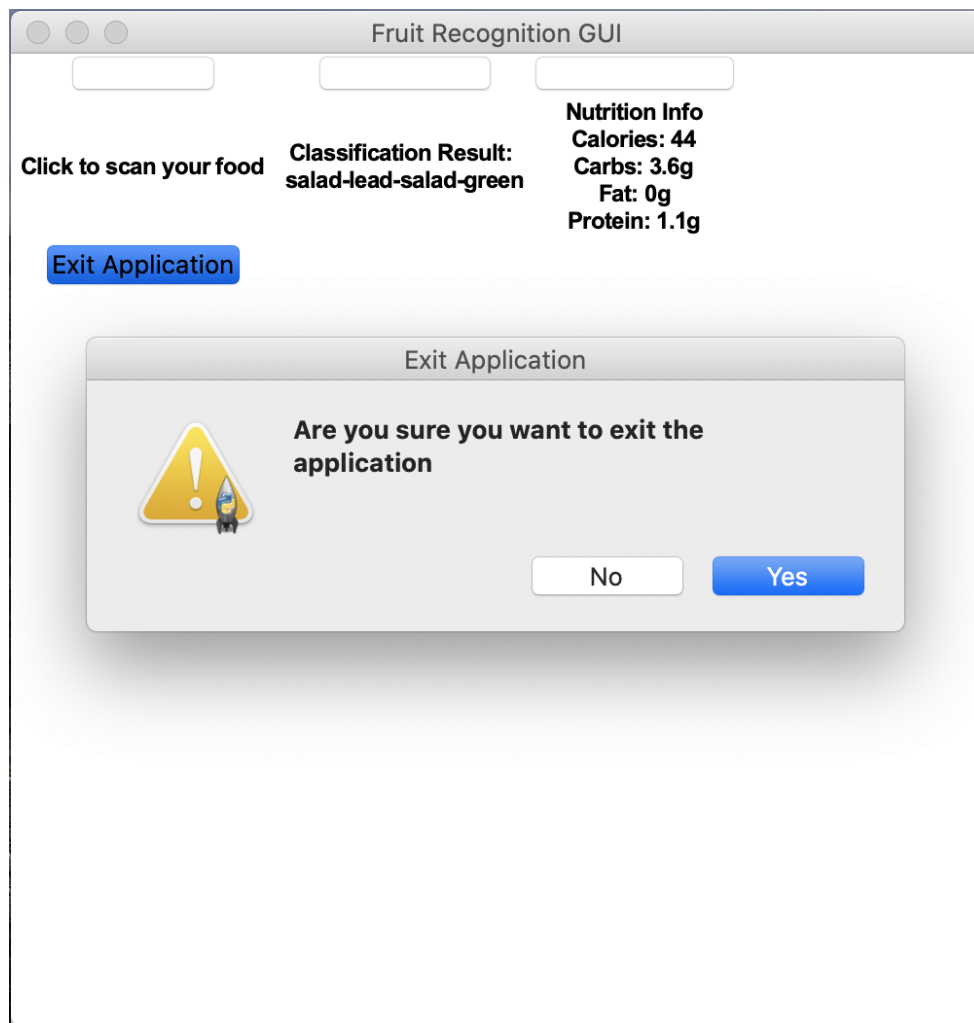 Fruit Recognition GUI
Click to scan your food
Classification Result:
salad-lead-salad-green
Nutrition Info
Calories: 44
Carbs: 3.6g
Fat: 0g
Protein: 1.1g
Exit Application
Exit Application
Are you sure you want to exit the
application
No
Yes